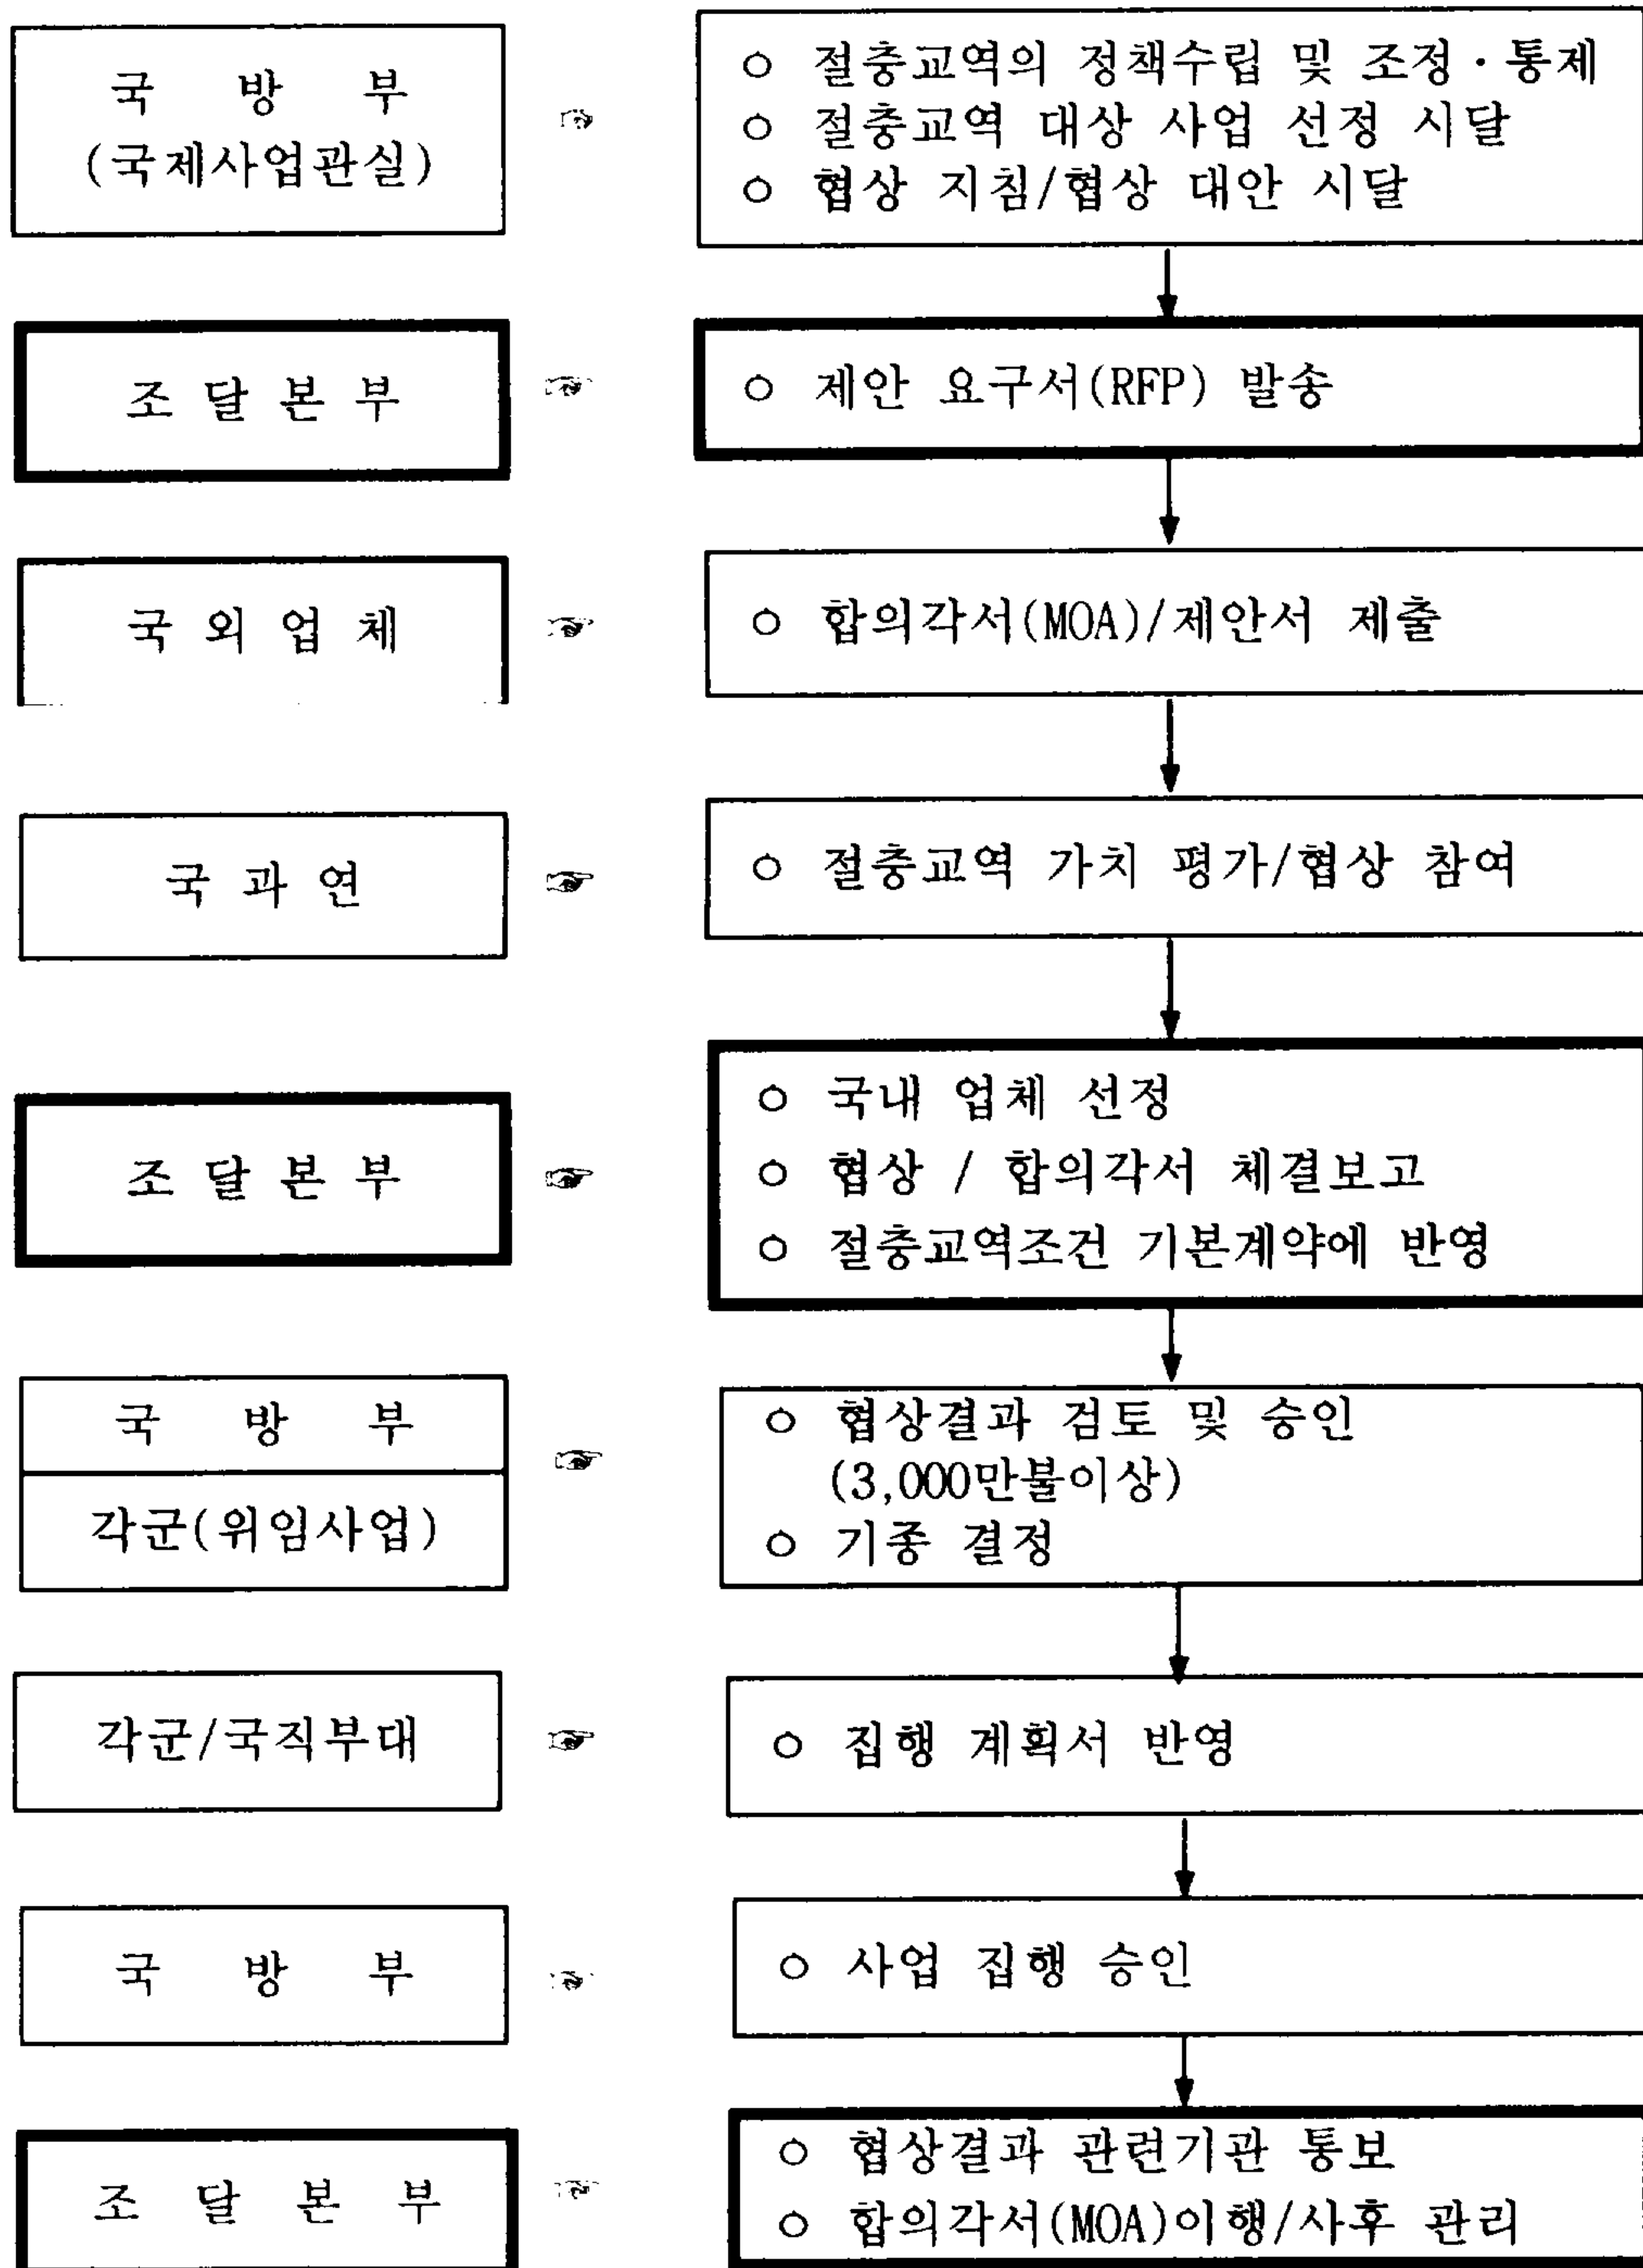 국 방 부
(국제사업관실)
○ 절충교역의 정책수립 및 조정·통제
○ 절충교역 대상 사업 선정 시달
○ 협상 지침/협상 대안 시달
조 달 본 부
○ 제안 요구서(RFP) 발송
국 외 업 체
○ 합의각서(MOA)/제안서 제출
국 과 연
○ 절충교역 가치 평가/협상 참여
조 달 본 부
○ 국내 업체 선정
○ 협상 / 합의각서 체결보고
○ 절충교역조건 기본계약에 반영
국 방 부
각군(위임사업)
○ 협상결과 검토 및 승인
(3,000만불이상)
○ 기종 결정
각군/국직부대
○ 집행 계획서 반영
국 방 부
○ 사업 집행 승인
조 달 본 부
○ 협상결과 관련기관 통보
○ 합의각서(MOA)이행/사후 관리